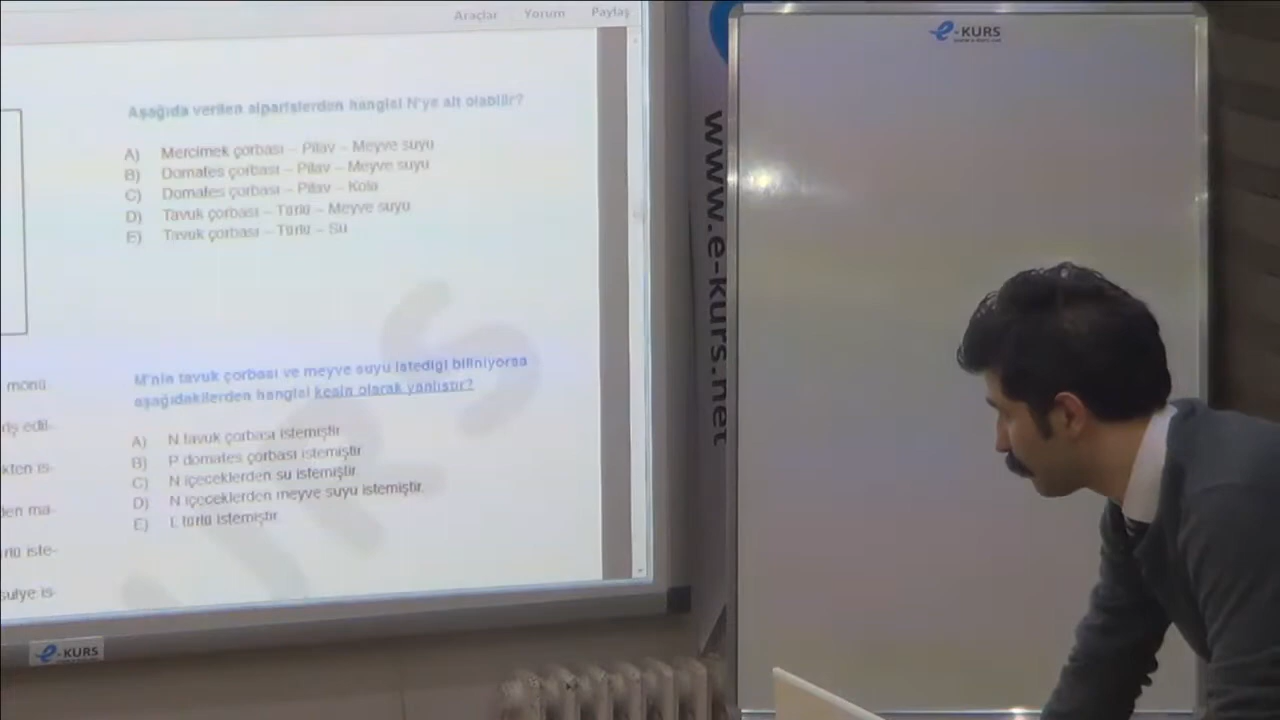 Araçlar Yorum Paylaş
e-KURS
Aşağıda verilen siparişlerden hangisi N'ye ait olabilir?
A) Mercimek çorbası – Pilav – Meyve suyu
B) Domates çorbası – Pilav – Meyve suyu
C) Domates çorbası – Pilav – Kola
D) Tavuk çorbası – Türlü – Meyve suyu
E) Tavuk çorbası – Türlü – Su
www.e-kurs.net
M'nin tavuk çorbası ve meyve suyu istediği biliniyorsa
aşağıdakilerden hangisi kesin olarak yanlıştır?
A) N tavuk çorbası istemiştir.
B) P domates çorbası istemiştir.
C) N içeceklerden su istemiştir.
D) N içeceklerden meyve suyu istemiştir.
E) L türlü istemiştir.
menü
iş edil-
kten is-
den ma-
rlü iste-
sulye is-
e-KURS